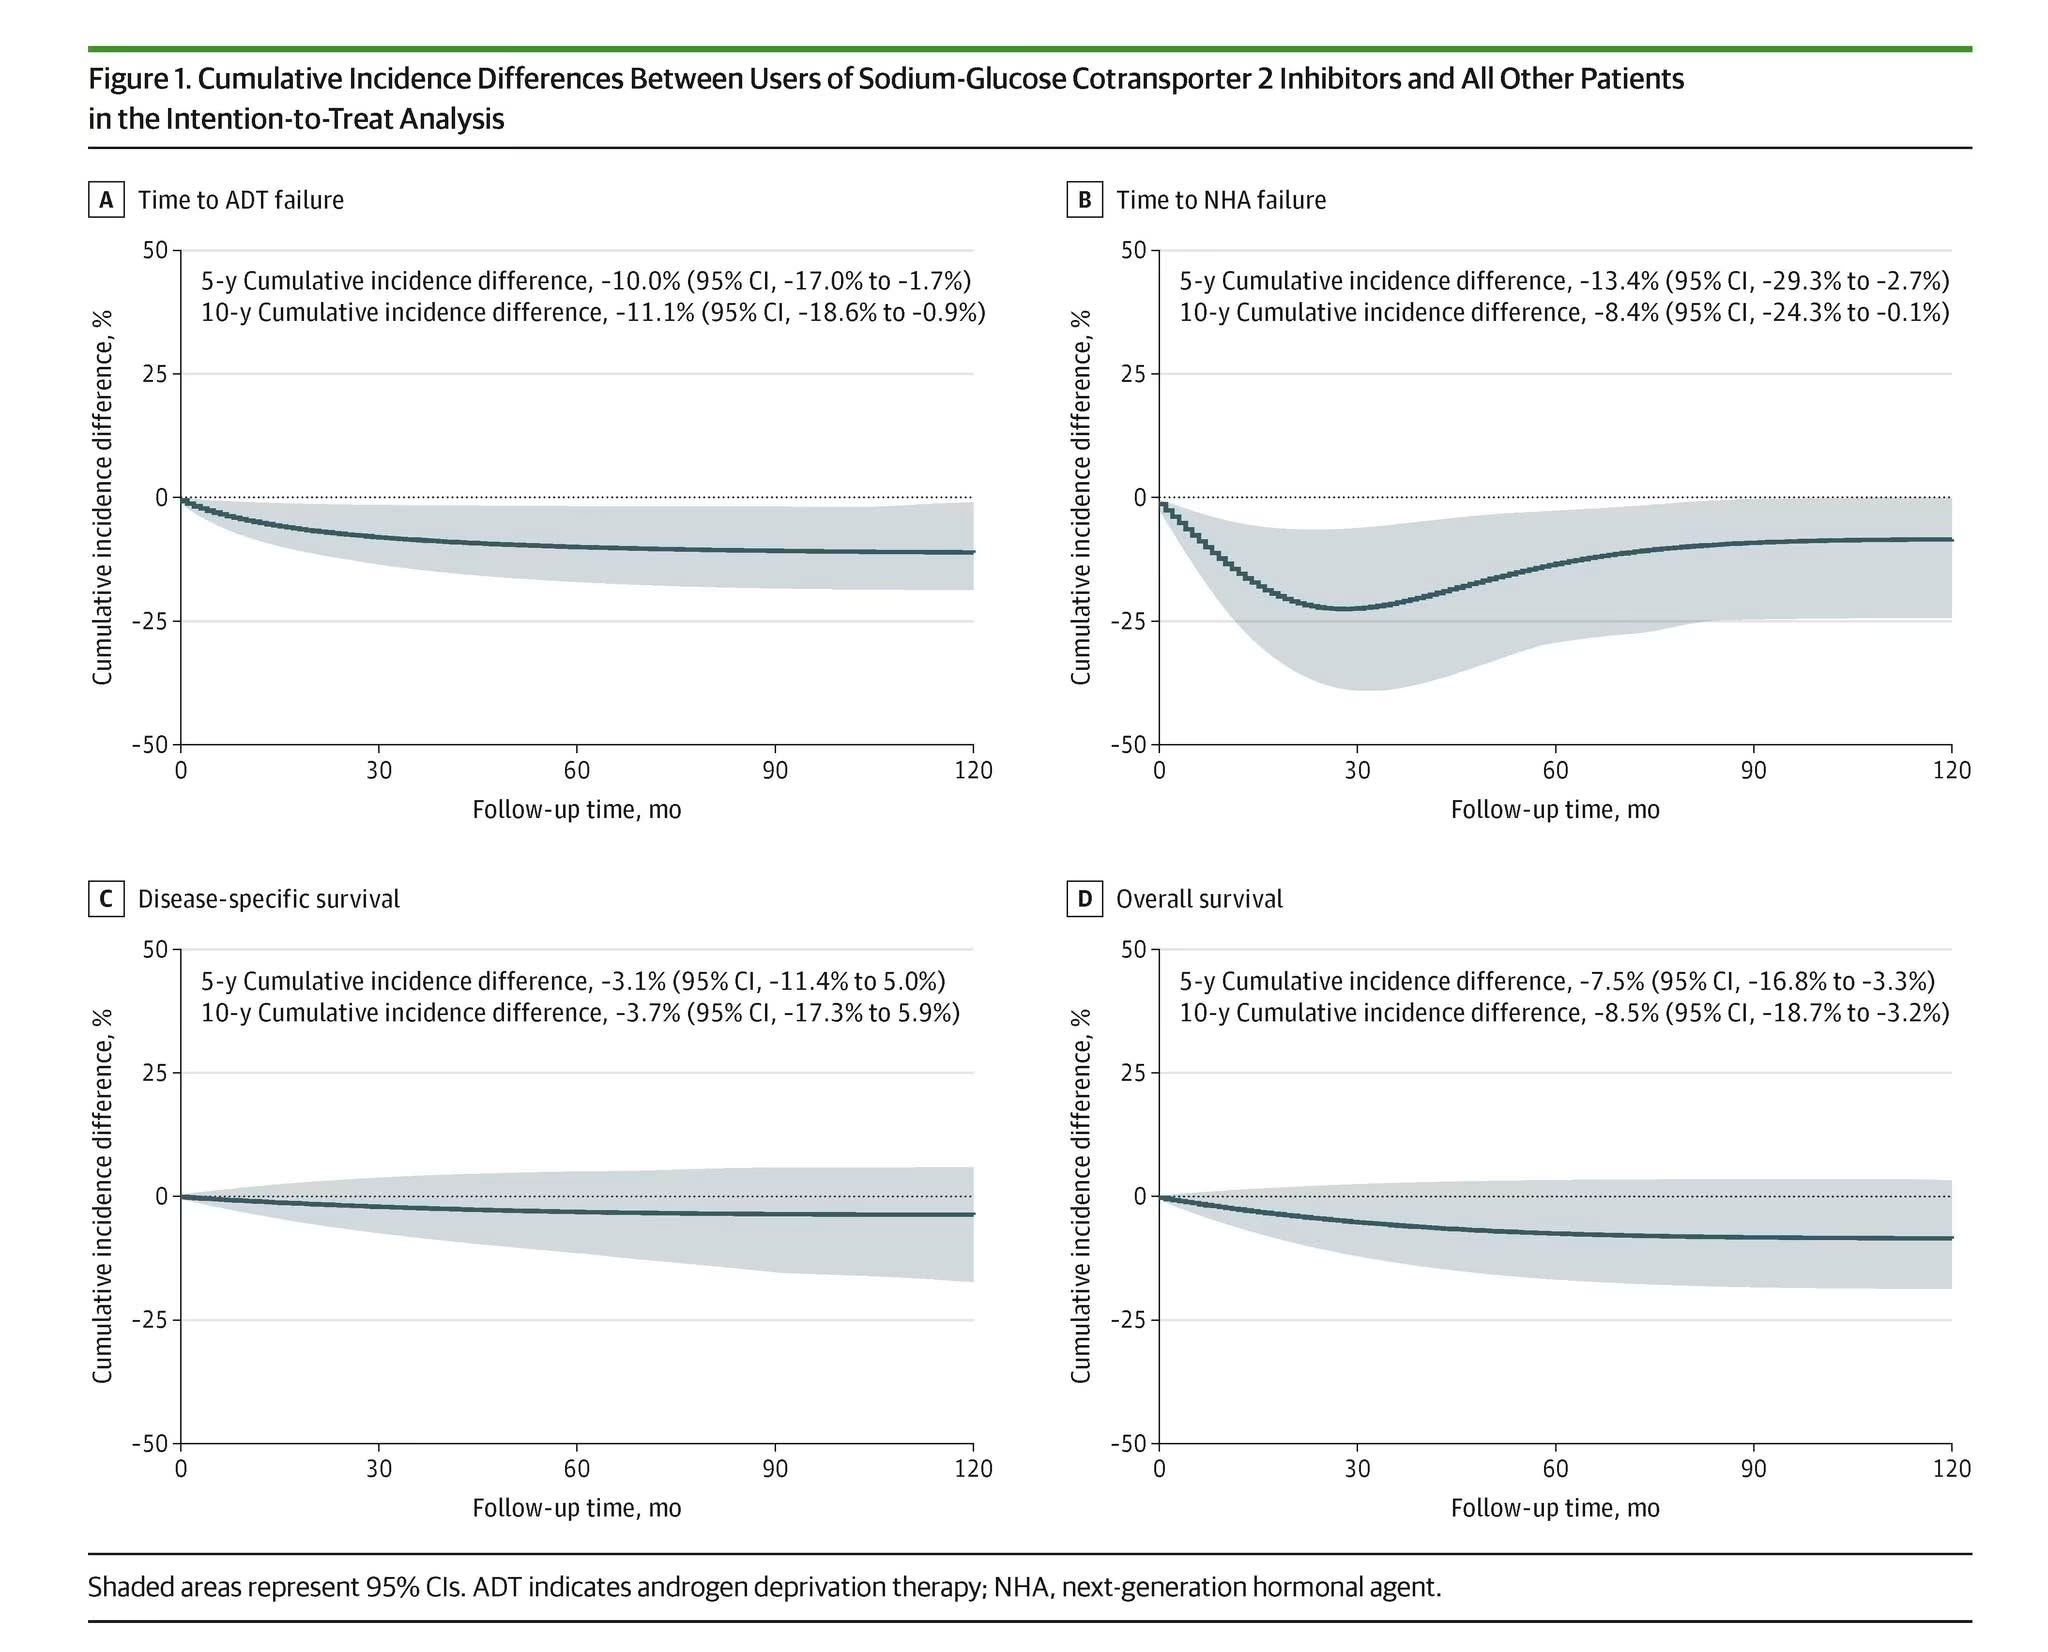 Figure 1. Cumulative Incidence Differences Between Users of Sodium-Glucose Cotransporter 2 Inhibitors and All Other Patients
in the Intention-to-Treat Analysis
A Time to ADT failure
Cumulative incidence difference, %
50
25
0
-25
-50
5-y Cumulative incidence difference, -10.0% (95% CI, -17.0% to -1.7%)
10-y Cumulative incidence difference, -11.1% (95% CI, -18.6% to -0.9%)
0 30 60 90 120
Follow-up time, mo
B Time to NHA failure
Cumulative incidence difference, %
50
25
0
-25
-50
5-y Cumulative incidence difference, -13.4% (95% CI, -29.3% to -2.7%)
10-y Cumulative incidence difference, -8.4% (95% CI, -24.3% to -0.1%)
0 30 60 90 120
Follow-up time, mo
C Disease-specific survival
Cumulative incidence difference, %
50
25
0
-25
-50
5-y Cumulative incidence difference, -3.1% (95% CI, -11.4% to 5.0%)
10-y Cumulative incidence difference, -3.7% (95% CI, -17.3% to 5.9%)
0 30 60 90 120
Follow-up time, mo
D Overall survival
Cumulative incidence difference, %
50
25
0
-25
-50
5-y Cumulative incidence difference, -7.5% (95% CI, -16.8% to -3.3%)
10-y Cumulative incidence difference, -8.5% (95% CI, -18.7% to -3.2%)
0 30 60 90 120
Follow-up time, mo
Shaded areas represent 95% CIs. ADT indicates androgen deprivation therapy; NHA, next-generation hormonal agent.